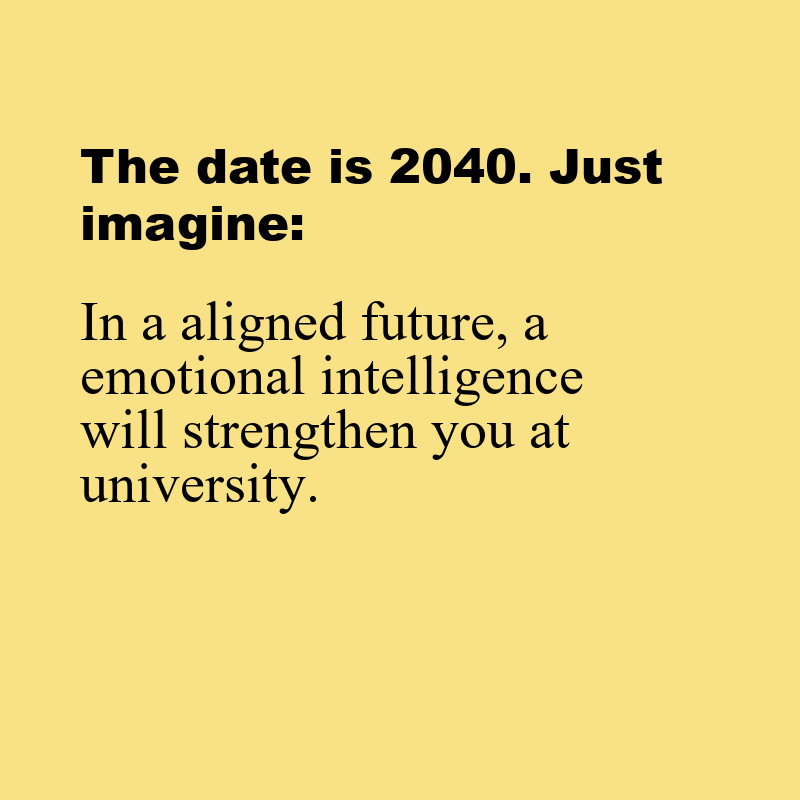 The date is 2040. Just
imagine:
In a aligned future, a
emotional intelligence
will strengthen you at
university.